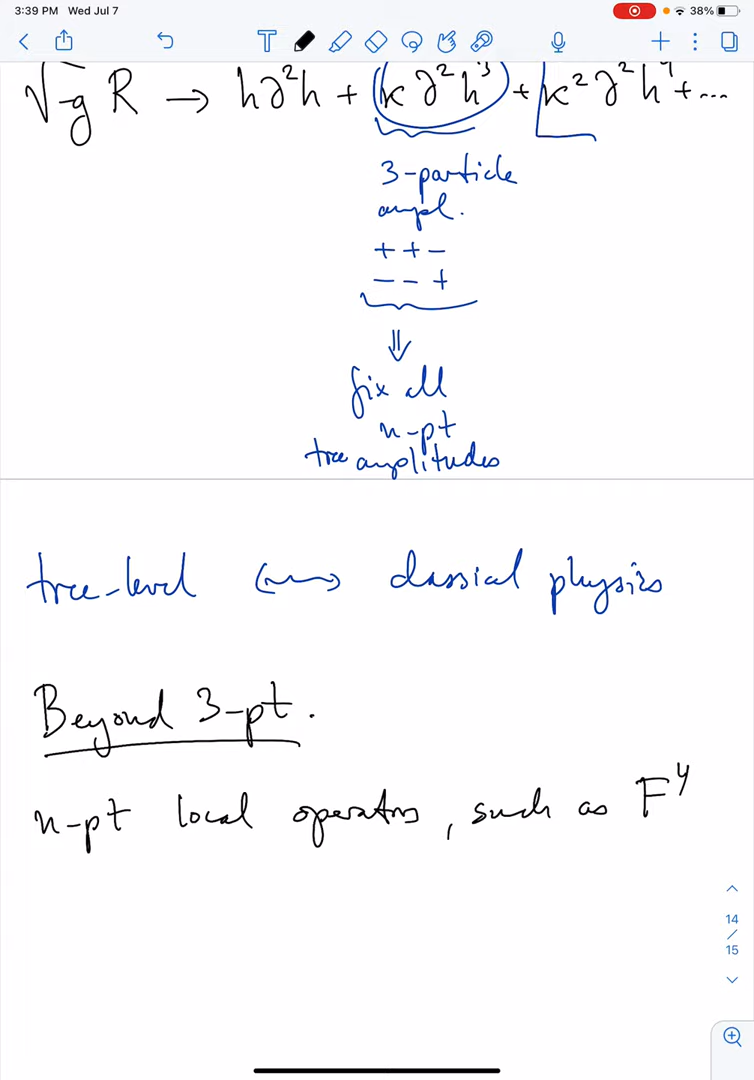 3:39 PM Wed Jul 7
38%
√-g R → h∂²h + (κ∂²h³) + κ²∂²h⁴ + ...
3-particle
ampl.
+ + -
- - +
⇓
fix all
n-pt
tree amplitudes
tree-level ↔ classical physics
Beyond 3-pt.
n-pt local operators, such as F⁴
14
/
15